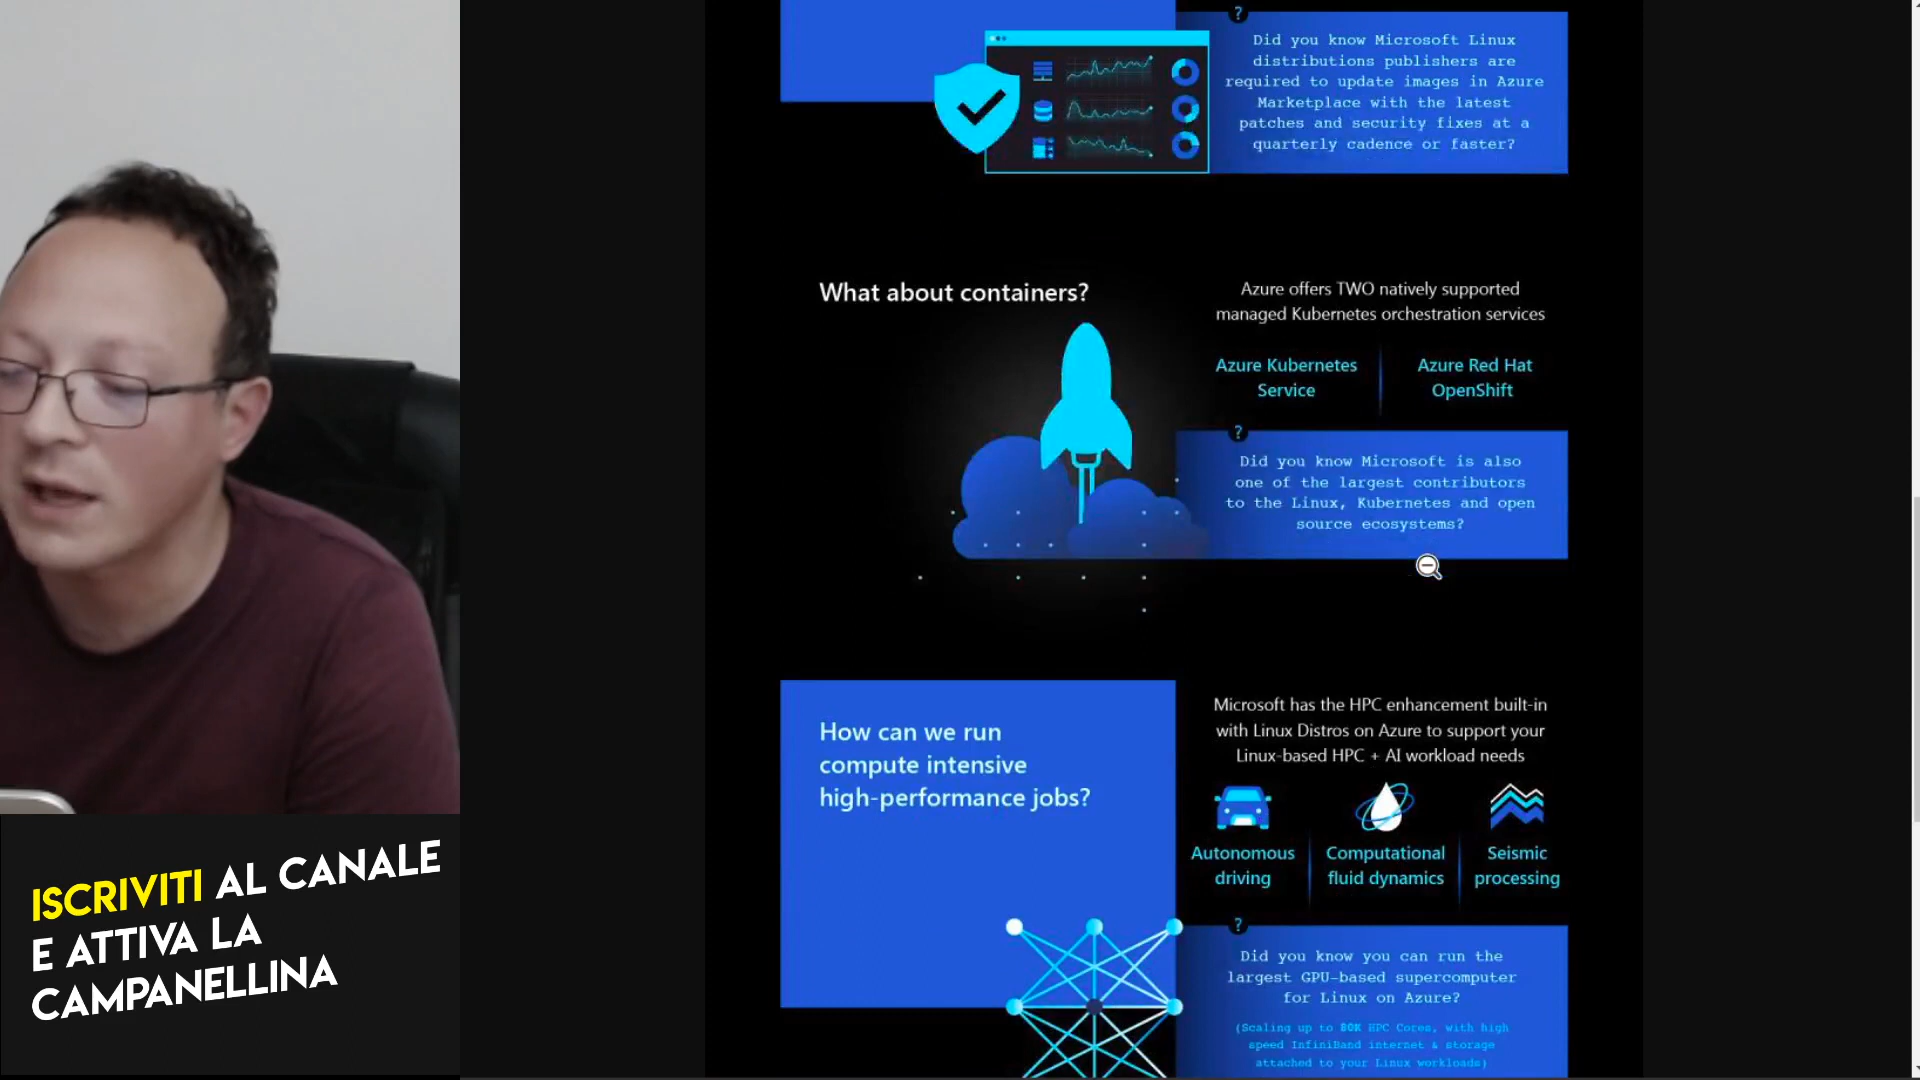 ?
Did you know Microsoft Linux
distributions publishers are
required to update images in Azure
Marketplace with the latest
patches and security fixes at a
quarterly cadence or faster?
What about containers?
Azure offers TWO natively supported
managed Kubernetes orchestration services
Azure Kubernetes
Service
Azure Red Hat
OpenShift
?
Did you know Microsoft is also
one of the largest contributors
to the Linux, Kubernetes and open
source ecosystems?
How can we run
compute intensive
high-performance jobs?
Microsoft has the HPC enhancement built-in
with Linux Distros on Azure to support your
Linux-based HPC + AI workload needs
Autonomous
driving
Computational
fluid dynamics
Seismic
processing
?
Did you know you can run the
largest GPU-based supercomputer
for Linux on Azure?
(Scaling up to 80K HPC Cores, with high
speed InfiniBand internet & storage
attached to your Linux workloads)
ISCRIVITI AL CANALE
E ATTIVA LA
CAMPANELLINA